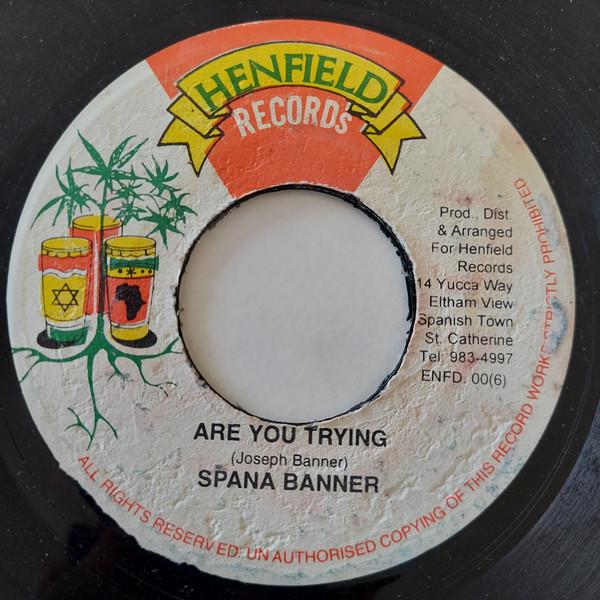 HENFIELD
RECORD'S
Prod., Dist.
& Arranged
For Henfield
Records
14 Yucca Way
Eltham View
Spanish Town
St. Catherine
Tel: 983-4997
ENFD. 00(6)
ARE YOU TRYING
(Joseph Banner)
SPANA BANNER
ALL RIGHTS RESERVED. UN AUTHORISED COPYING OF THIS RECORD WORKS STRICTLY PROHIBITED